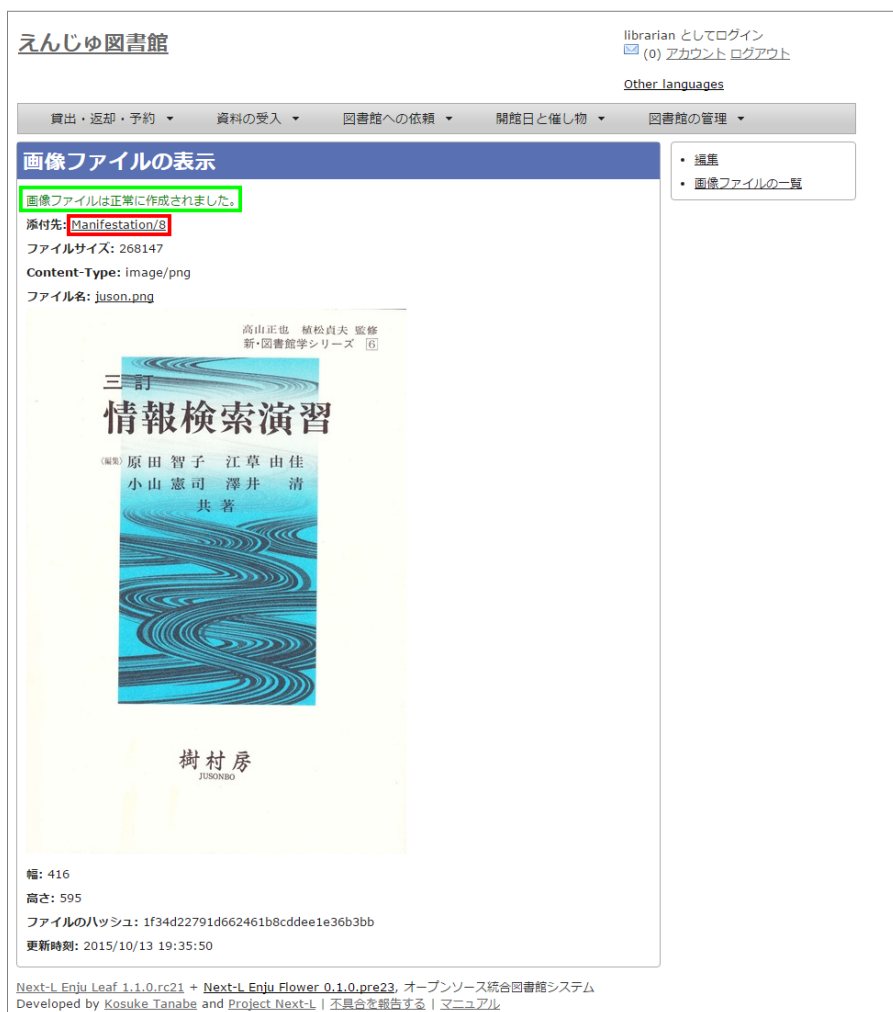 えんじゅ図書館
librarian としてログイン
(0) アカウント ログアウト
Other languages
貸出・返却・予約 ▼ 資料の受入 ▼ 図書館への依頼 ▼ 開館日と催し物 ▼ 図書館の管理 ▼
画像ファイルの表示
• 編集
• 画像ファイルの一覧
画像ファイルは正常に作成されました。
添付先: Manifestation/8
ファイルサイズ: 268147
Content-Type: image/png
ファイル名: juson.png
高山正也 植松貞夫 監修
新・図書館学シリーズ 6
三訂
情報検索演習
〈編集〉原田智子 江草由佳
小山憲司 澤井 清
共著
樹村房
JUSONBO
幅: 416
高さ: 595
ファイルのハッシュ: 1f34d22791d662461b8cddee1e36b3bb
更新時刻: 2015/10/13 19:35:50
Next-L Enju Leaf 1.1.0.rc21 + Next-L Enju Flower 0.1.0.pre23, オープンソース統合図書館システム
Developed by Kosuke Tanabe and Project Next-L | 不具合を報告する | マニュアル